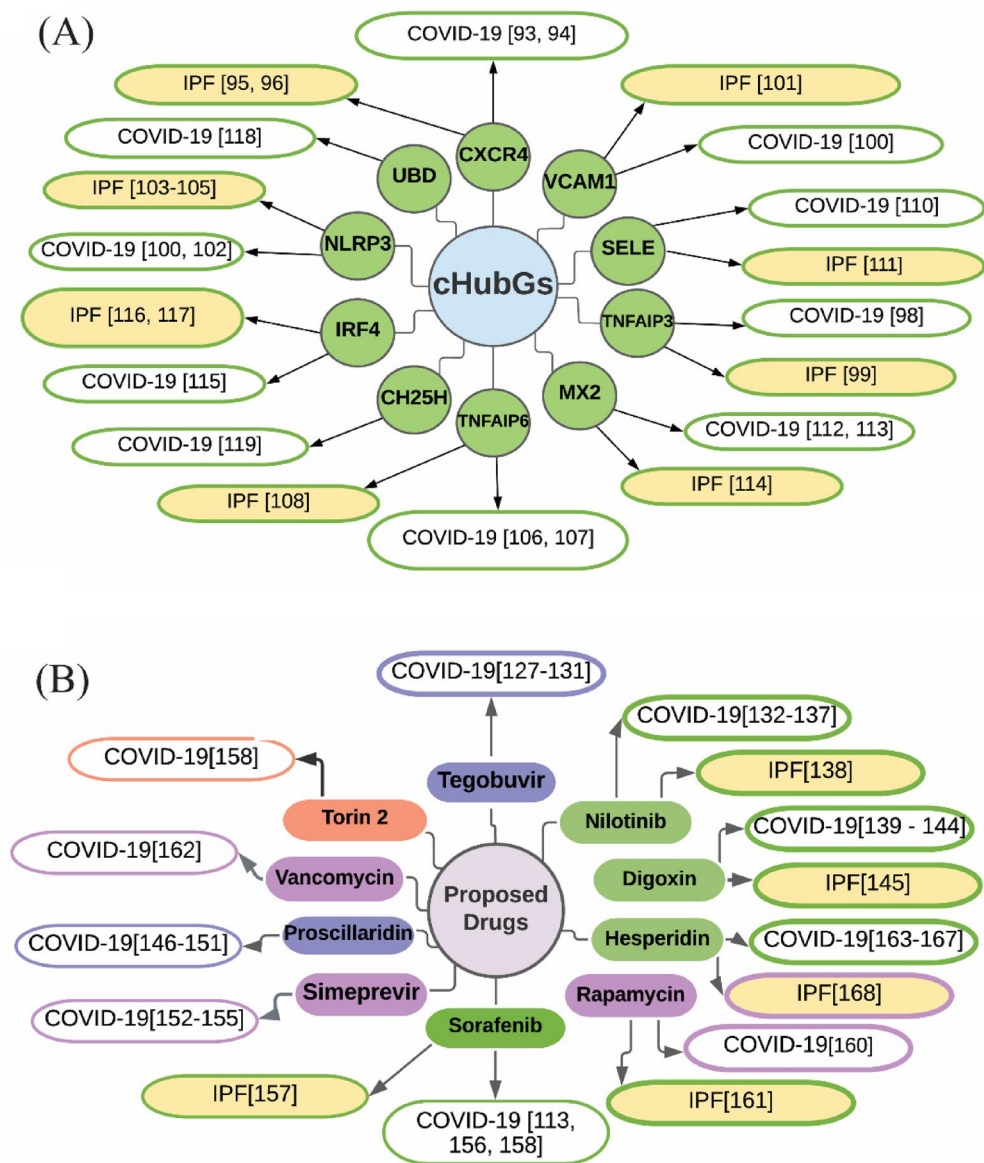 (A)
COVID-19 [93, 94]
IPF [95, 96]
IPF [101]
COVID-19 [118]
CXCR4
COVID-19 [100]
UBD
VCAM1
IPF [103-105]
COVID-19 [110]
NLRP3
SELE
COVID-19 [100, 102]
IPF [111]
cHubGs
IPF [116, 117]
IRF4
TNFAIP3
COVID-19 [98]
COVID-19 [115]
IPF [99]
CH25H
MX2
TNFAIP6
COVID-19 [119]
COVID-19 [112, 113]
IPF [108]
IPF [114]
COVID-19 [106, 107]
(B)
COVID-19[127-131]
COVID-19[132-137]
COVID-19[158]
Tegobuvir
IPF[138]
Torin 2
Nilotinib
COVID-19[139 - 144]
COVID-19[162]
Vancomycin
Digoxin
IPF[145]
Proposed
Drugs
COVID-19[146-151]
Proscillaridin
Hesperidin
COVID-19[163-167]
Simeprevir
Rapamycin
IPF[168]
COVID-19[152-155]
Sorafenib
COVID-19[160]
IPF[157]
IPF[161]
COVID-19 [113,
156, 158]